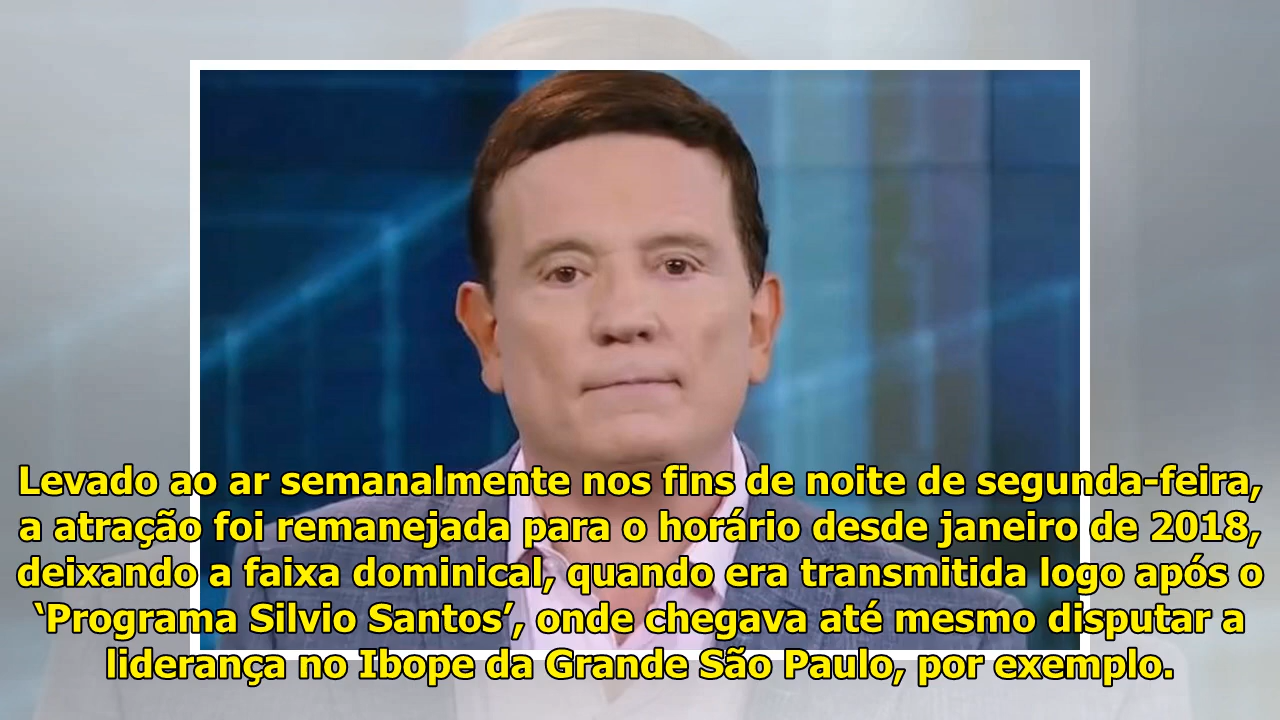 Levado ao ar semanalmente nos fins de noite de segunda-feira,
a atração foi remanejada para o horário desde janeiro de 2018,
deixando a faixa dominical, quando era transmitida logo após o
‘Programa Silvio Santos’, onde chegava até mesmo disputar a
liderança no Ibope da Grande São Paulo, por exemplo.